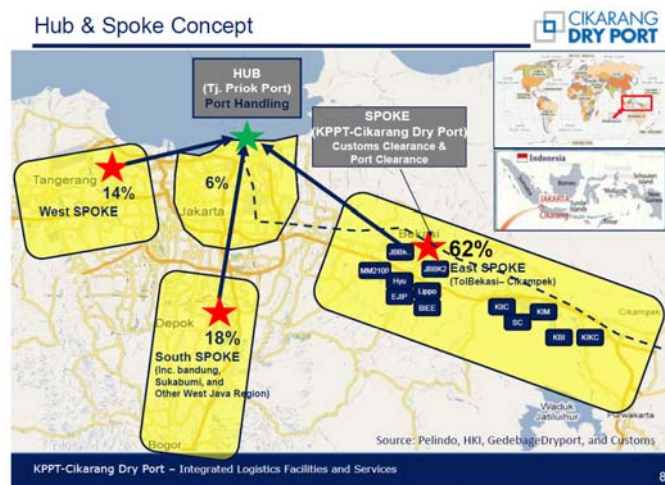 Hub & Spoke Concept
CIKARANG
DRY PORT
HUB
(Tj. Priok Port)
Port Handling
SPOKE
(KPPT-Cikarang Dry Port)
Customs Clearance &
Port Clearance
Indonesia
JAKARTA
Cikarang
Tangerang
14%
West SPOKE
6%
Jakarta
Bekasi
62%
East SPOKE
(TolBekasi– Cikampek)
JBBK2
MM2100
Hyu
Lippo
EJIP
BIEE
KIIC
KIM
SC
KBI
KIKC
Cikampek
Depok
18%
South SPOKE
(Inc. bandung,
Sukabumi, and
Other West Java Region)
Bogor
Waduk
Jatiluhur
Purwakarta
Source: Pelindo, HKI, GedebageDryport, and Customs
KPPT-Cikarang Dry Port – Integrated Logistics Facilities and Services
8